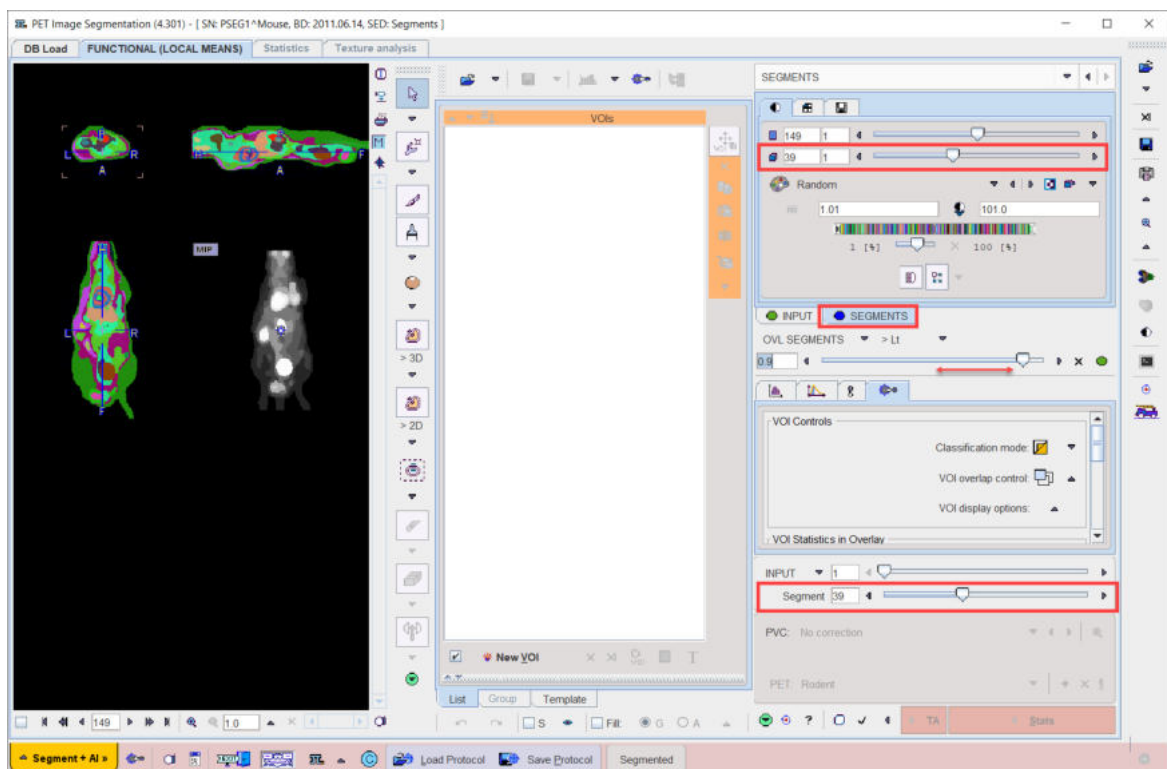 PET Image Segmentation (4.301) - [ SN: PSEG1^Mouse, BD: 2011.06.14, SED: Segments ]
DB Load FUNCTIONAL (LOCAL MEANS) Statistics Texture analysis
SEGMENTS
VOIs
149 1
39 1
Random
1.01 101.0
1 [%] 100 [%]
H
L R
A
H F
A
M
MIP
H
L R
F
INPUT SEGMENTS
OVL SEGMENTS > Lt
0.9
> 3D
> 2D
VOI Controls
Classification mode:
VOI overlap control:
VOI display options:
VOI Statistics in Overlay
INPUT 1
Segment 39
PVC: No correction
PET: Rodent
New VOI
List Group Template
149 1.0
S Fill: G A
TA Stats
Segment + AI »
Load Protocol Save Protocol Segmented